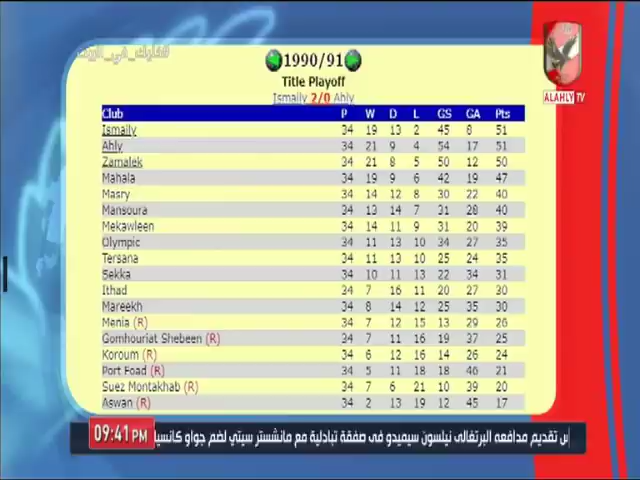 1990/91
Title Playoff
Ismaily 2/0 Ahly
ALAHLY TV
Club P W D L GS GA Pts
Ismaily 34 19 13 2 45 8 51
Ahly 34 21 9 4 54 17 51
Zamalek 34 21 8 5 50 12 50
Mahala 34 19 9 6 42 19 47
Masry 34 14 12 8 30 22 40
Mansoura 34 13 14 7 31 28 40
Mekawleen 34 14 11 9 31 20 39
Olympic 34 11 13 10 34 27 35
Tersana 34 11 13 10 25 24 35
Sekka 34 10 11 13 22 34 31
Ithad 34 7 16 11 20 27 30
Mareekh 34 8 14 12 25 35 30
Menia (R) 34 7 12 15 13 29 26
Gomhouriat Shebeen (R) 34 7 11 16 19 37 25
Koroum (R) 34 6 12 16 14 26 24
Port Foad (R) 34 5 11 18 18 46 21
Suez Montakhab (R) 34 7 6 21 10 39 20
Aswan (R) 34 2 13 19 12 45 17
09:41 PM
تقديم مدافعه البرتغالى نيلسون سيميدو فى صفقة تبادلية مع مانشستر سيتي لضم جواو